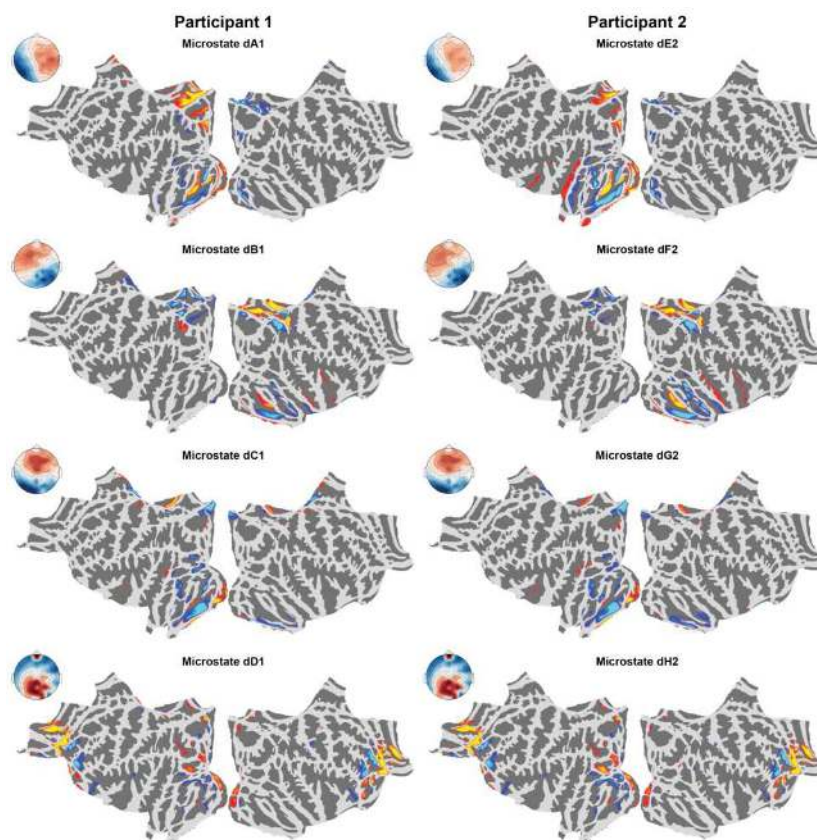 Participant 1 Participant 2
Microstate dA1 Microstate dE2
Microstate dB1 Microstate dF2
Microstate dC1 Microstate dG2
Microstate dD1 Microstate dH2